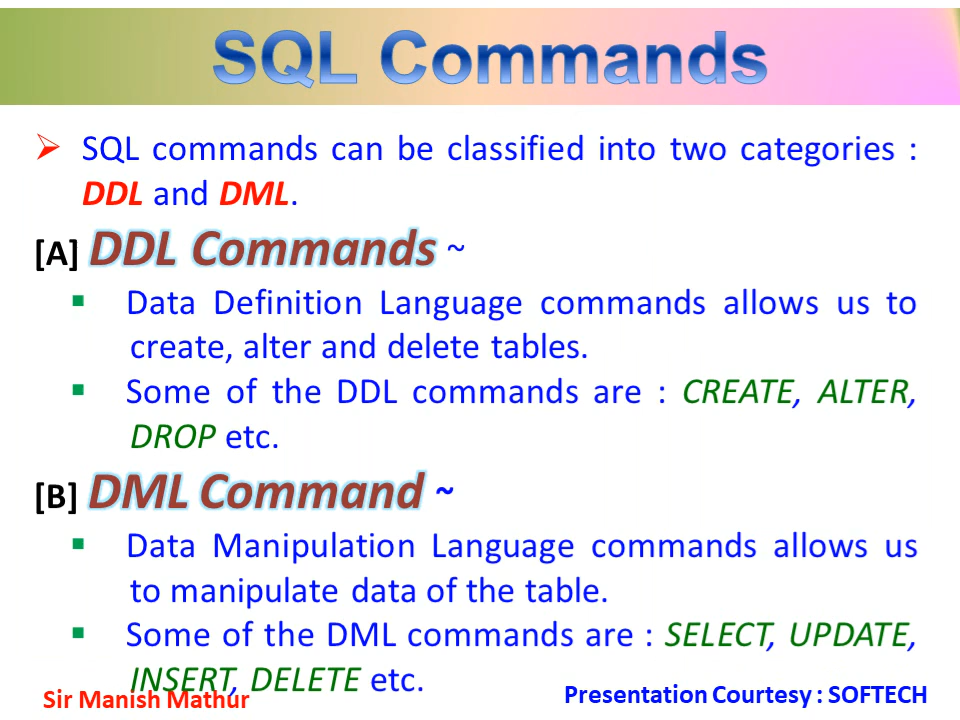 SQL Commands
SQL commands can be classified into two categories :
DDL and DML.
[A] DDL Commands ~
Data Definition Language commands allows us to
create, alter and delete tables.
Some of the DDL commands are : CREATE, ALTER,
DROP etc.
[B] DML Command ~
Data Manipulation Language commands allows us
to manipulate data of the table.
Some of the DML commands are : SELECT, UPDATE,
INSERT, DELETE etc.
Sir Manish Mathur
Presentation Courtesy : SOFTECH